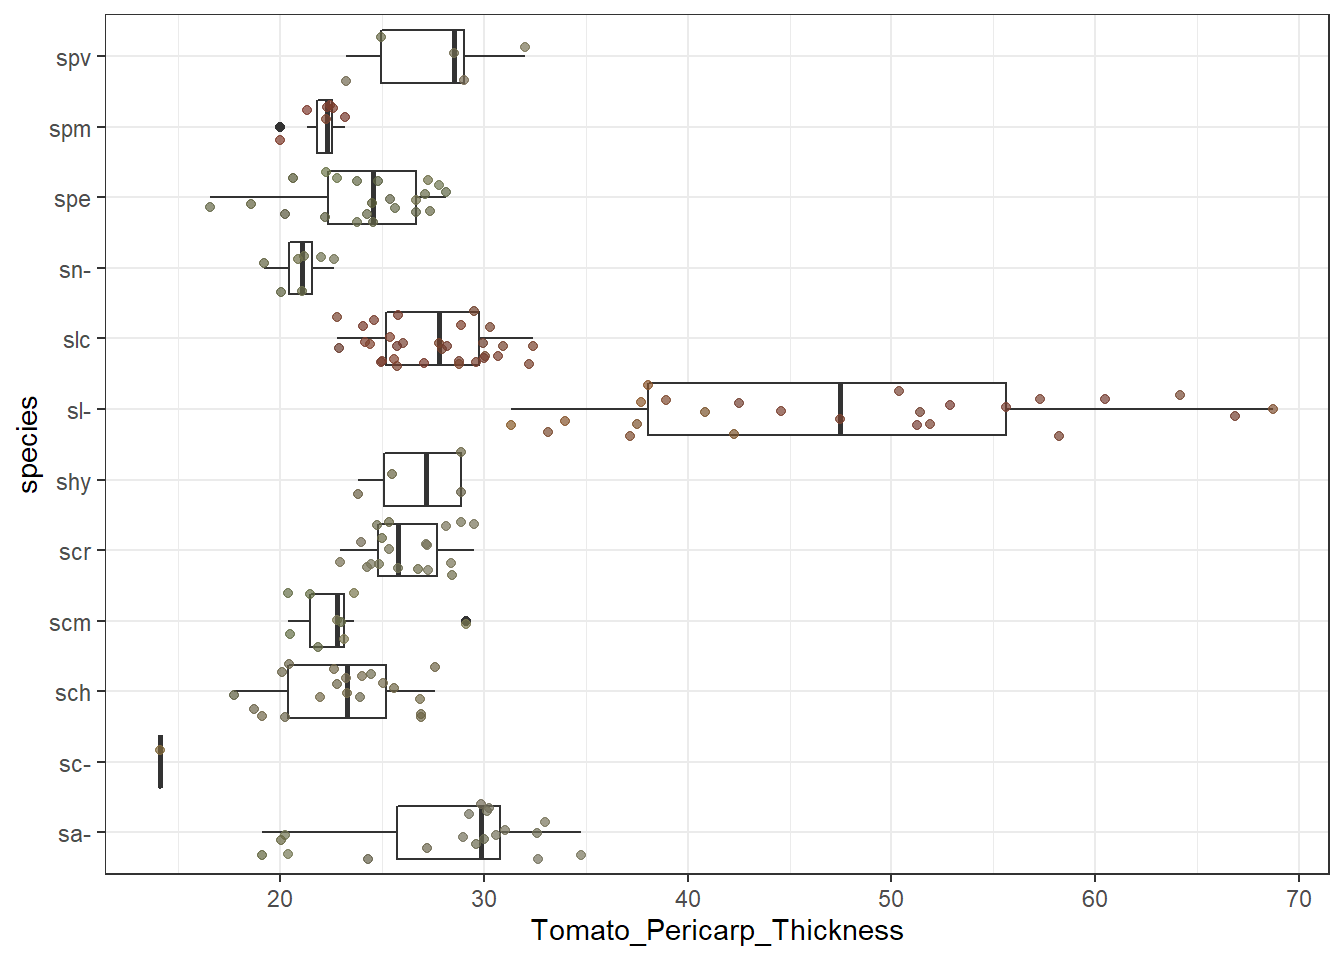 species
spv
spm
spe
sn-
slc
sl-
shy
scr
scm
sch
sc-
sa-
20 30 40 50 60 70
Tomato_Pericarp_Thickness